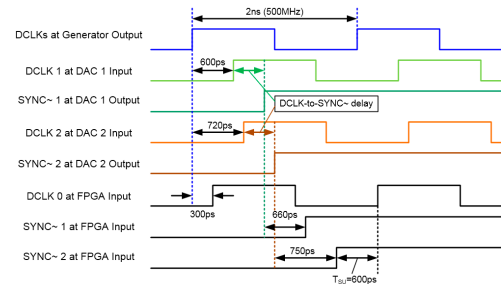 2ns (500MHz)
DCLKs at Generator Output
600ps
DCLK 1 at DAC 1 Input
SYNC~ 1 at DAC 1 Output
DCLK-to-SYNC~ delay
720ps
DCLK 2 at DAC 2 Input
SYNC~ 2 at DAC 2 Output
DCLK 0 at FPGA Input
300ps
660ps
SYNC~ 1 at FPGA Input
750ps
SYNC~ 2 at FPGA Input
TSU=600ps